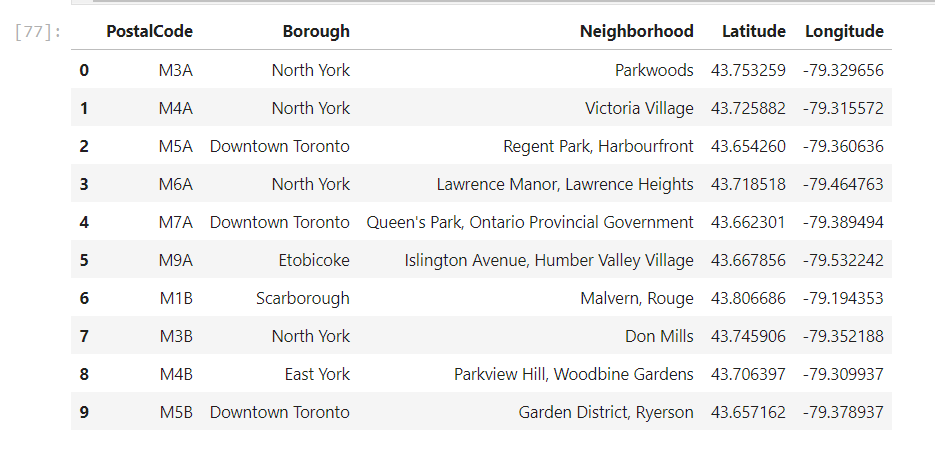 [77]:
PostalCode Borough Neighborhood Latitude Longitude
0 M3A North York Parkwoods 43.753259 -79.329656
1 M4A North York Victoria Village 43.725882 -79.315572
2 M5A Downtown Toronto Regent Park, Harbourfront 43.654260 -79.360636
3 M6A North York Lawrence Manor, Lawrence Heights 43.718518 -79.464763
4 M7A Downtown Toronto Queen's Park, Ontario Provincial Government 43.662301 -79.389494
5 M9A Etobicoke Islington Avenue, Humber Valley Village 43.667856 -79.532242
6 M1B Scarborough Malvern, Rouge 43.806686 -79.194353
7 M3B North York Don Mills 43.745906 -79.352188
8 M4B East York Parkview Hill, Woodbine Gardens 43.706397 -79.309937
9 M5B Downtown Toronto Garden District, Ryerson 43.657162 -79.378937